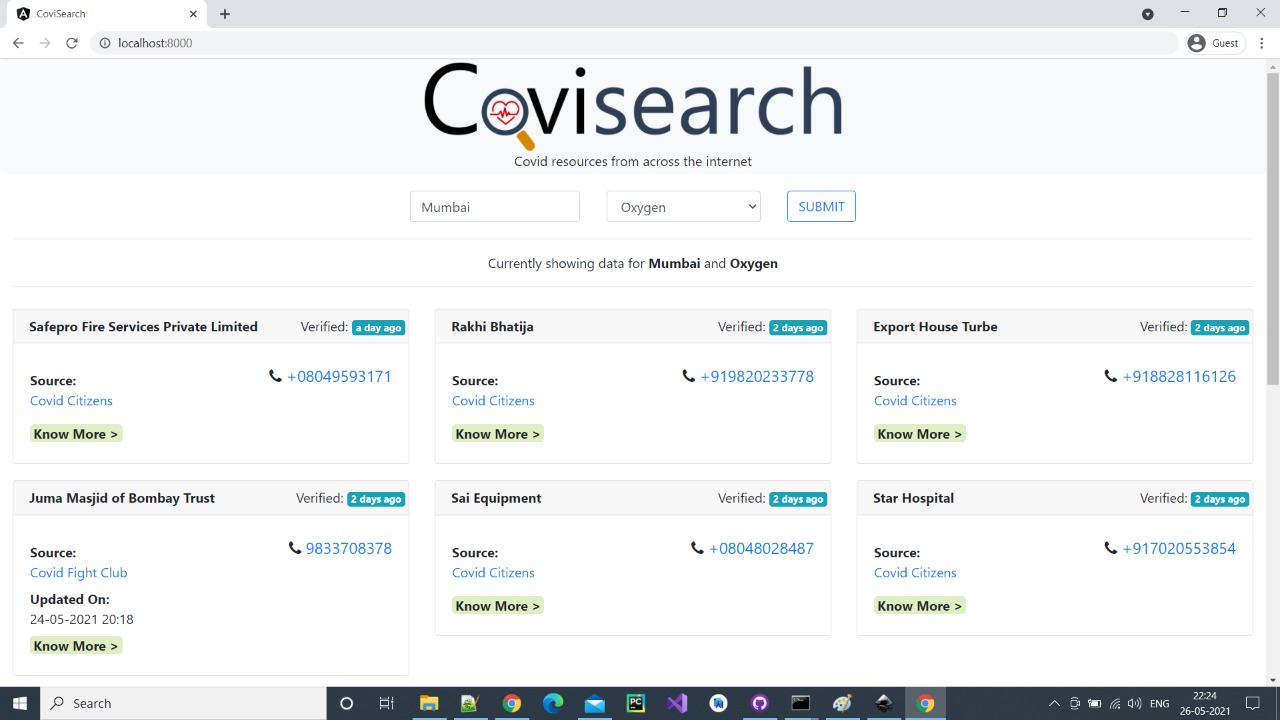 CoviSearch
localhost:8000
Guest
Covisearch
Covid resources from across the internet
Mumbai
Oxygen
SUBMIT
Currently showing data for Mumbai and Oxygen
Safepro Fire Services Private Limited Verified: a day ago
Source:
+08049593171
Covid Citizens
Know More >
Rakhi Bhatija Verified: 2 days ago
Source:
+919820233778
Covid Citizens
Know More >
Export House Turbe Verified: 2 days ago
Source:
+918828116126
Covid Citizens
Know More >
Juma Masjid of Bombay Trust Verified: 2 days ago
Source:
9833708378
Covid Fight Club
Updated On:
24-05-2021 20:18
Know More >
Sai Equipment Verified: 2 days ago
Source:
+08048028487
Covid Citizens
Know More >
Star Hospital Verified: 2 days ago
Source:
+917020553854
Covid Citizens
Know More >
Search
PC
ENG
22:24
26-05-2021